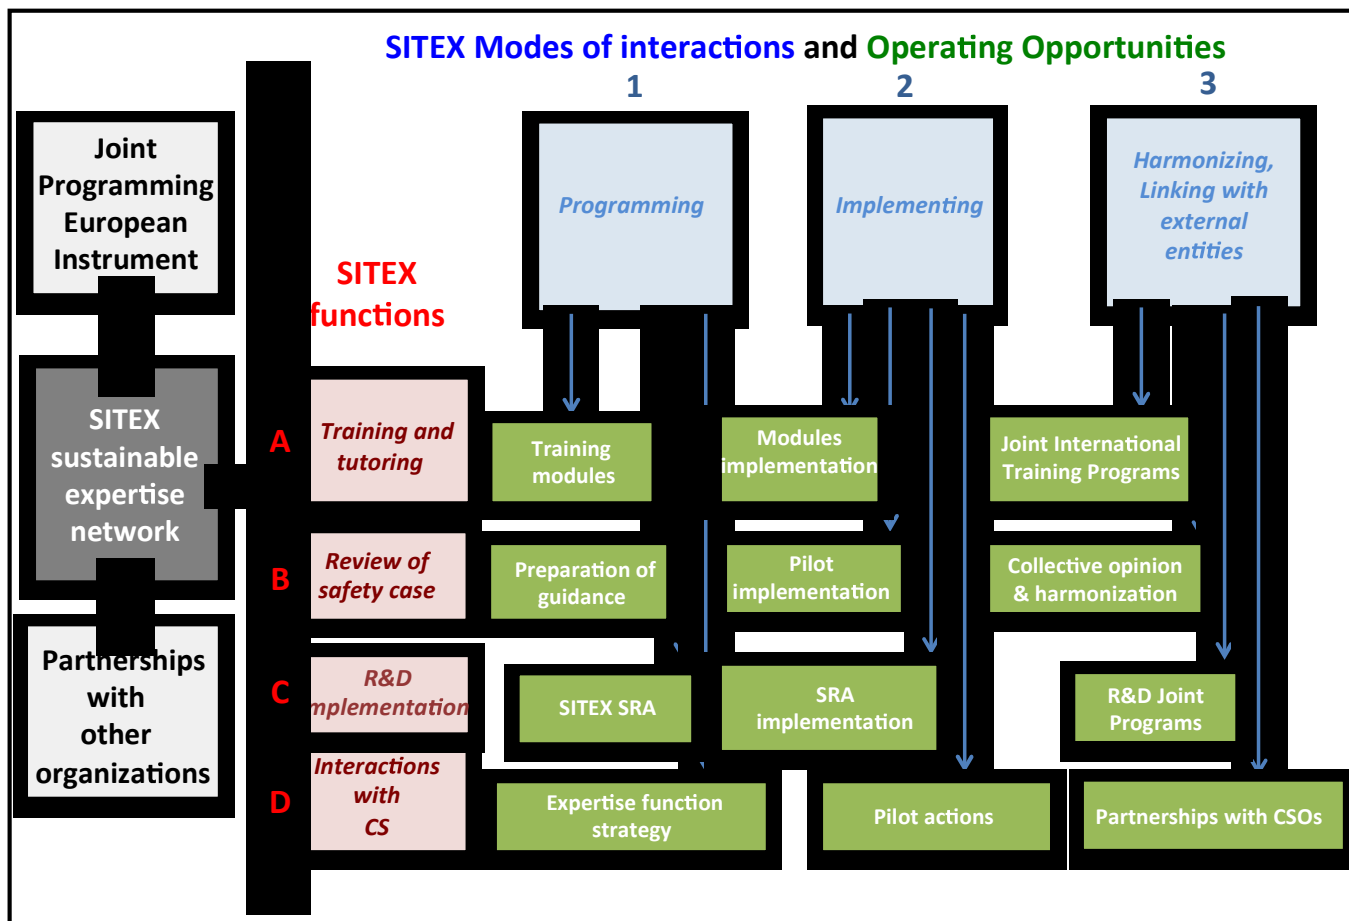 SITEX Modes of interactions and Operating Opportunities
1
2
3
Joint
Programming
European
Instrument
Programming
Implementing
Harmonizing,
Linking with
external
entities
SITEX
functions
SITEX
sustainable
expertise
network
A
Training and
tutoring
Training
modules
Modules
implementation
Joint International
Training Programs
B
Review of
safety case
Preparation of
guidance
Pilot
implementation
Collective opinion
& harmonization
Partnerships
with
other
organizations
C
R&D
mplementation
SITEX SRA
SRA
implementation
R&D Joint
Programs
D
Interactions
with
CS
Expertise function
strategy
Pilot actions
Partnerships with CSOs